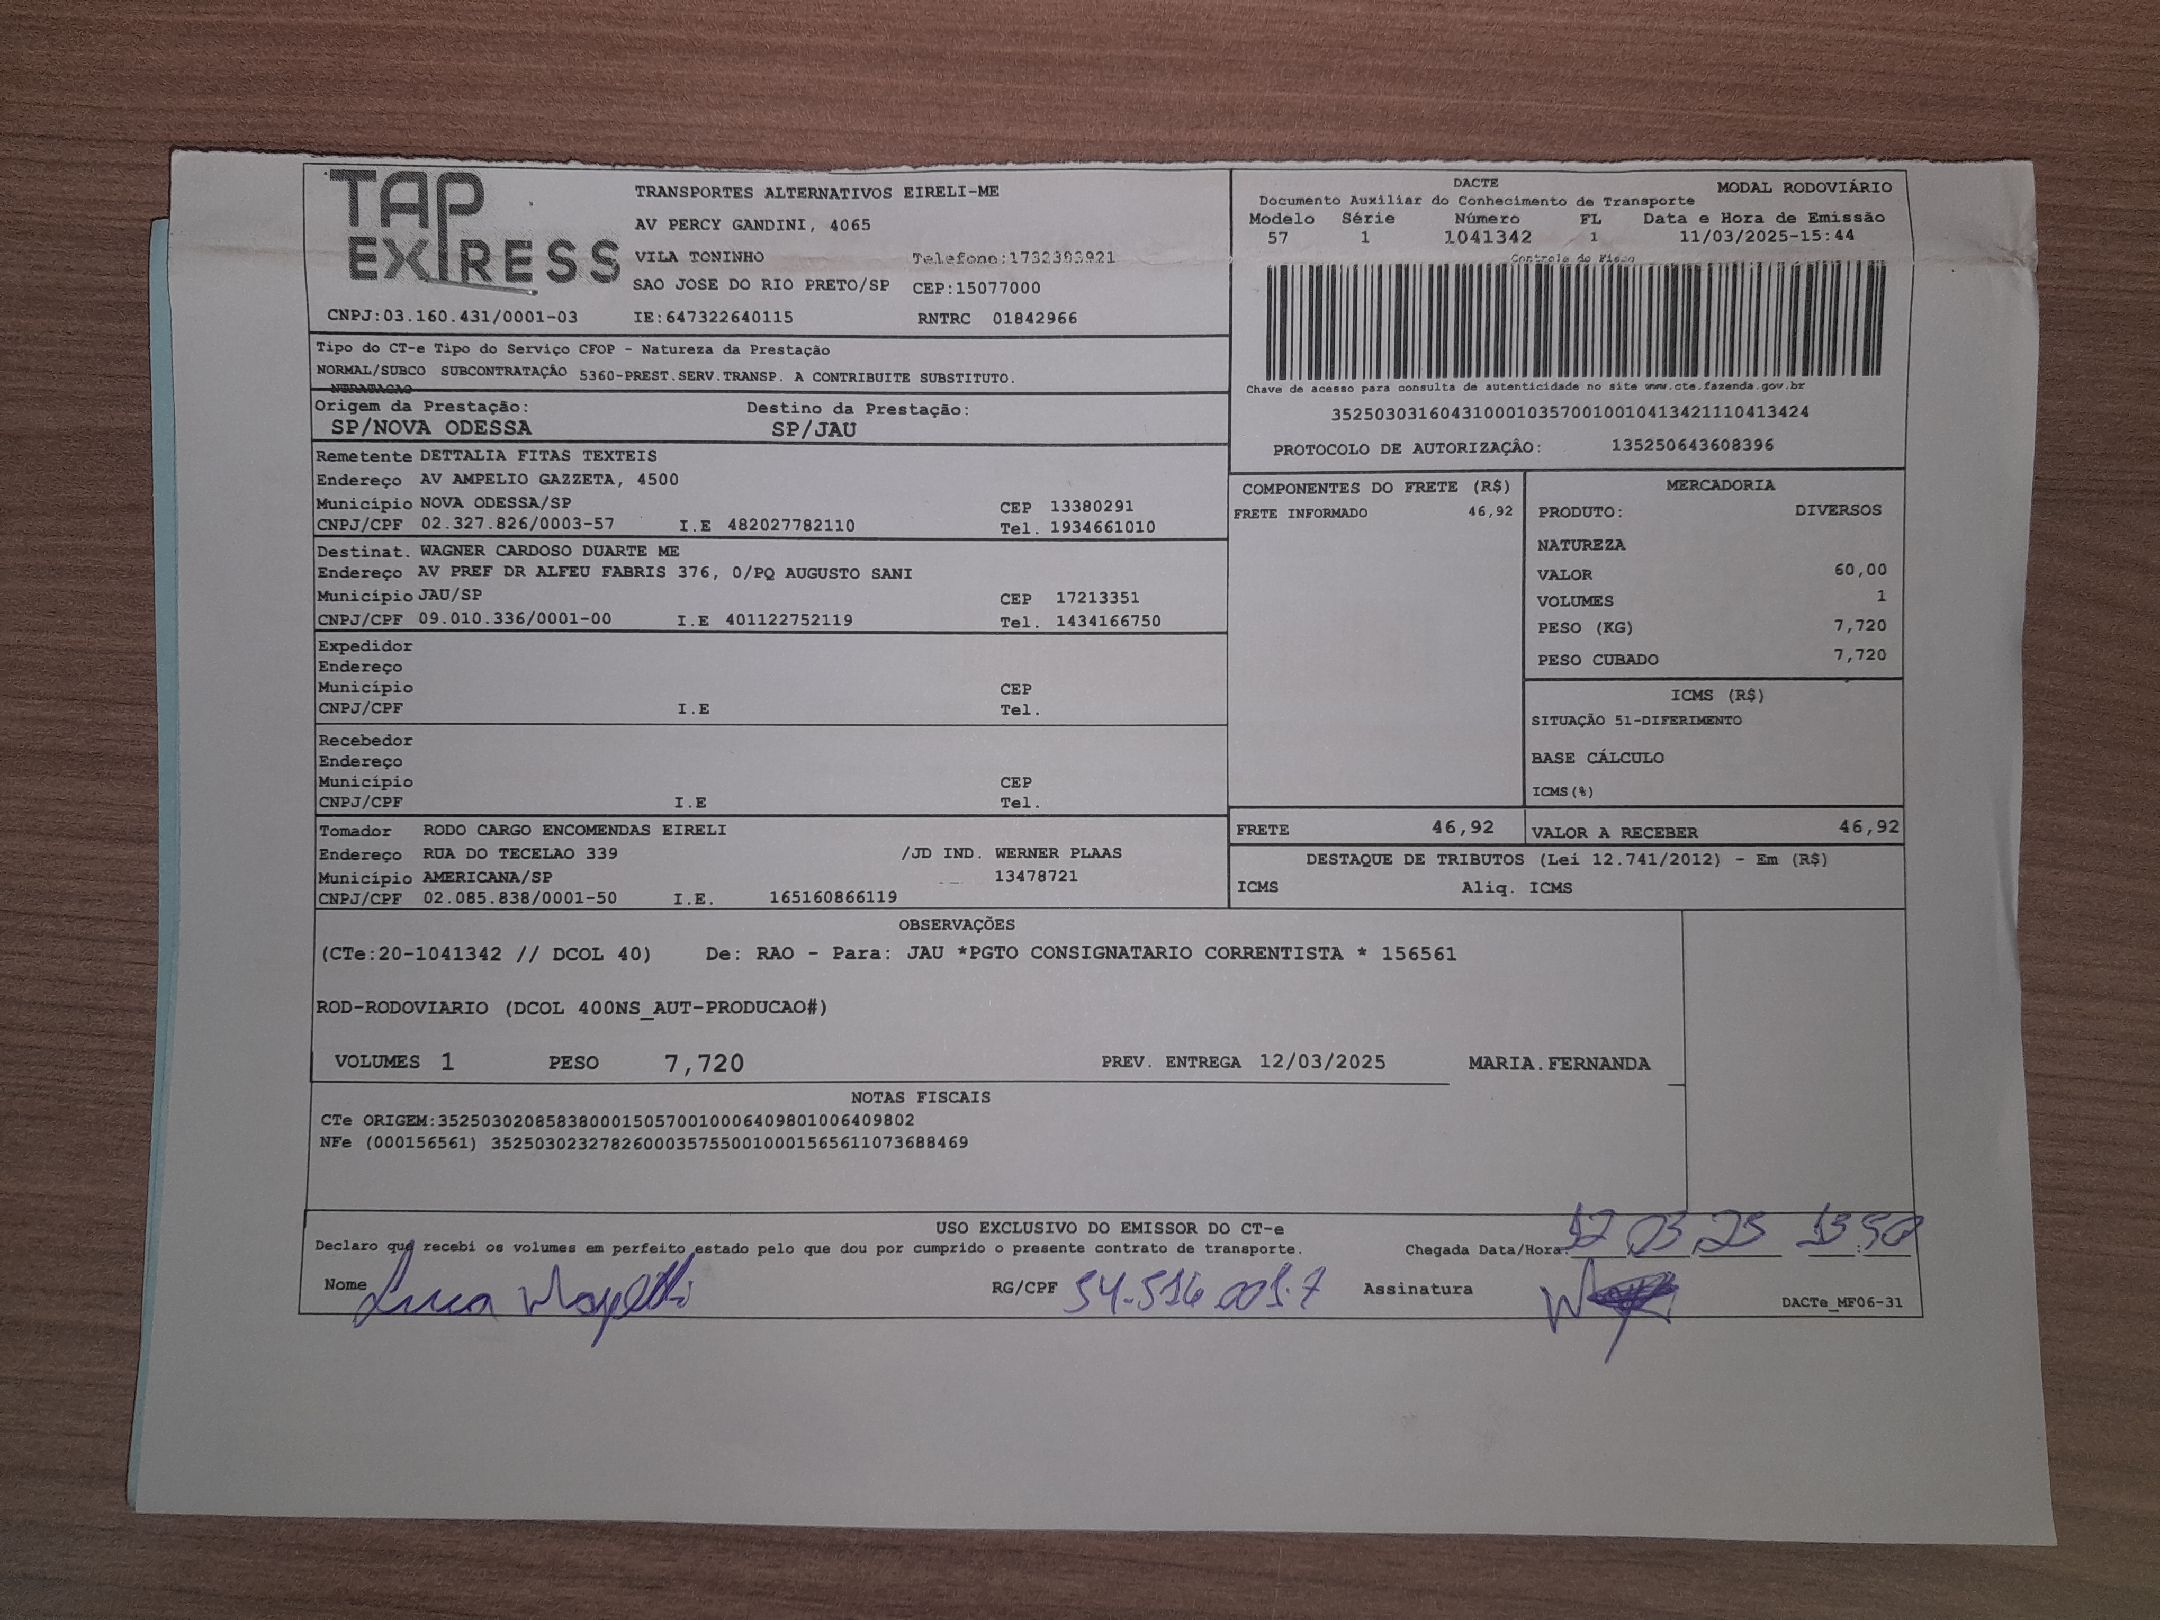 TAP EXPRESS
TRANSPORTES ALTERNATIVOS EIRELI-ME
AV PERCY GANDINI, 4065
VILA TONINHO Telefone:1732383921
SAO JOSE DO RIO PRETO/SP CEP:15077000
CNPJ:03.160.431/0001-03 IE:647322640115 RNTRC 01842966
DACTE MODAL RODOVIÁRIO
Documento Auxiliar do Conhecimento de Transporte
Modelo Série Número FL Data e Hora de Emissão
57 1 1041342 1 11/03/2025-15:44
Controle do Fisco
Chave de acesso para consulta de autenticidade no site www.cte.fazenda.gov.br
35250303160431000103570010010413421110413424
PROTOCOLO DE AUTORIZAÇÂO: 135250643608396
Tipo do CT-e Tipo do Serviço CFOP - Natureza da Prestação
NORMAL/SUBCO SUBCONTRATAÇÂO 5360-PREST.SERV.TRANSP. A CONTRIBUITE SUBSTITUTO.
NTRATACAO
Origem da Prestação: Destino da Prestação:
SP/NOVA ODESSA SP/JAU
Remetente DETTALIA FITAS TEXTEIS
Endereço AV AMPELIO GAZZETA, 4500
Município NOVA ODESSA/SP CEP 13380291
CNPJ/CPF 02.327.826/0003-57 I.E 482027782110 Tel. 1934661010
Destinat. WAGNER CARDOSO DUARTE ME
Endereço AV PREF DR ALFEU FABRIS 376, 0/PQ AUGUSTO SANI
Município JAU/SP CEP 17213351
CNPJ/CPF 09.010.336/0001-00 I.E 401122752119 Tel. 1434166750
Expedidor
Endereço
Município CEP
CNPJ/CPF I.E Tel.
Recebedor
Endereço
Município CEP
CNPJ/CPF I.E Tel.
Tomador RODO CARGO ENCOMENDAS EIRELI
Endereço RUA DO TECELAO 339 /JD IND. WERNER PLAAS
Município AMERICANA/SP 13478721
CNPJ/CPF 02.085.838/0001-50 I.E. 165160866119
COMPONENTES DO FRETE (R$)
FRETE INFORMADO 46,92
MERCADORIA
PRODUTO: DIVERSOS
NATUREZA
VALOR 60,00
VOLUMES 1
PESO (KG) 7,720
PESO CUBADO 7,720
ICMS (R$)
SITUAÇÃO 51-DIFERIMENTO
BASE CÁLCULO
ICMS(%)
FRETE 46,92 VALOR A RECEBER 46,92
DESTAQUE DE TRIBUTOS (Lei 12.741/2012) - Em (R$)
ICMS Aliq. ICMS
OBSERVAÇÕES
(CTe:20-1041342 // DCOL 40) De: RAO - Para: JAU *PGTO CONSIGNATARIO CORRENTISTA * 156561
ROD-RODOVIARIO (DCOL 400NS_AUT-PRODUCAO#)
VOLUMES 1 PESO 7,720 PREV. ENTREGA 12/03/2025 MARIA.FERNANDA
NOTAS FISCAIS
CTe ORIGEM:35250302085838000150570010006409801006409802
NFe (000156561) 35250302327826000357550010001565611073688469
USO EXCLUSIVO DO EMISSOR DO CT-e
Declaro que recebi os volumes em perfeito estado pelo que dou por cumprido o presente contrato de transporte. Chegada Data/Hora: 12 03 25 13:50
Nome Luca RG/CPF 54.516.001-7 Assinatura
DACTe_MF06-31